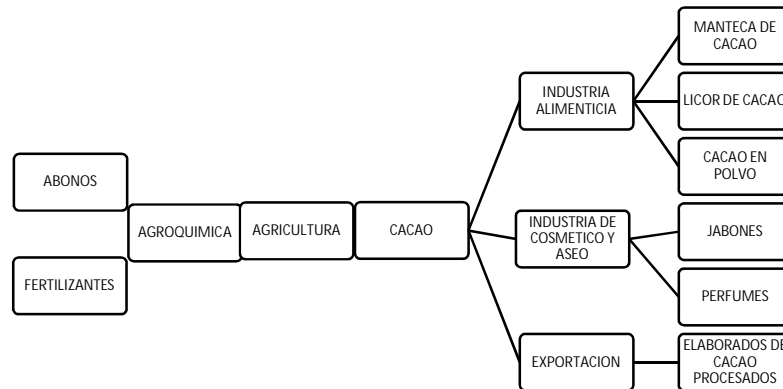 ABONOS
FERTILIZANTES
AGROQUIMICA
AGRICULTURA
CACAO
INDUSTRIA
ALIMENTICIA
MANTECA DE
CACAO
LICOR DE CACAO
CACAO EN
POLVO
INDUSTRIA DE
COSMETICO Y
ASEO
JABONES
PERFUMES
EXPORTACION
ELABORADOS DE
CACAO
PROCESADOS